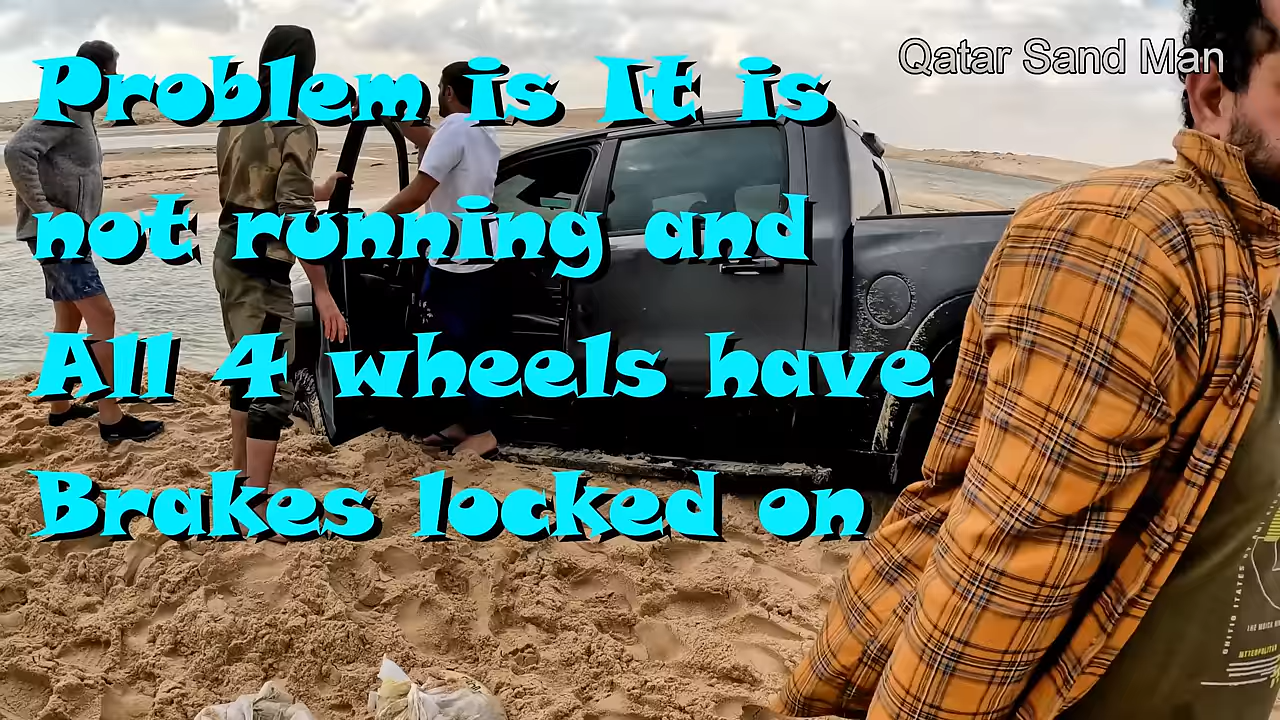 Qatar Sand Man
Problem is It is
not running and
All 4 wheels have
Brakes locked on